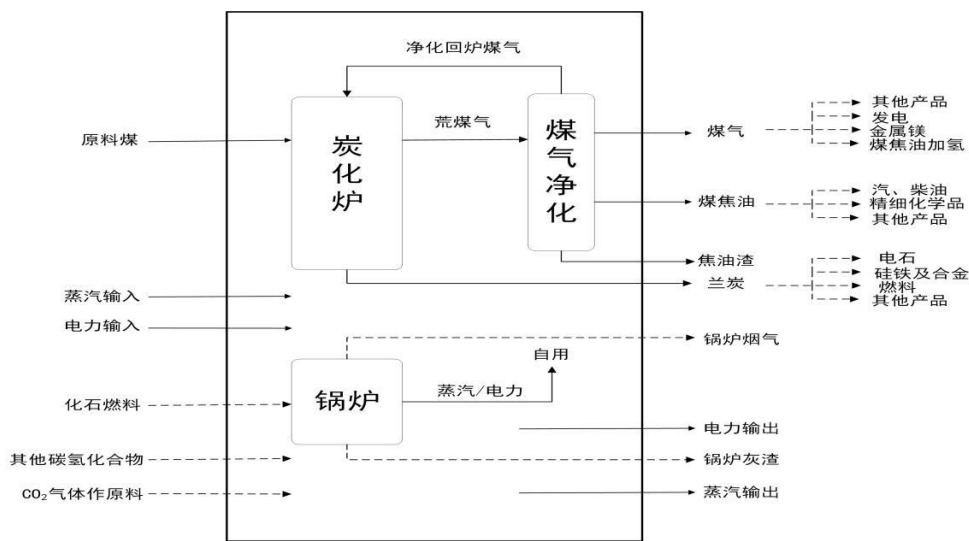 净化回炉煤气
原料煤
炭化炉
荒煤气
煤气净化
煤气
其他产品
发电
金属镁
煤焦油加氢
煤焦油
汽、柴油
精细化学品
其他产品
焦油渣
兰炭
电石
硅铁及合金
燃料
其他产品
蒸汽输入
电力输入
锅炉烟气
自用
化石燃料
锅炉
蒸汽/电力
电力输出
其他碳氢化合物
锅炉灰渣
CO₂气体作原料
蒸汽输出